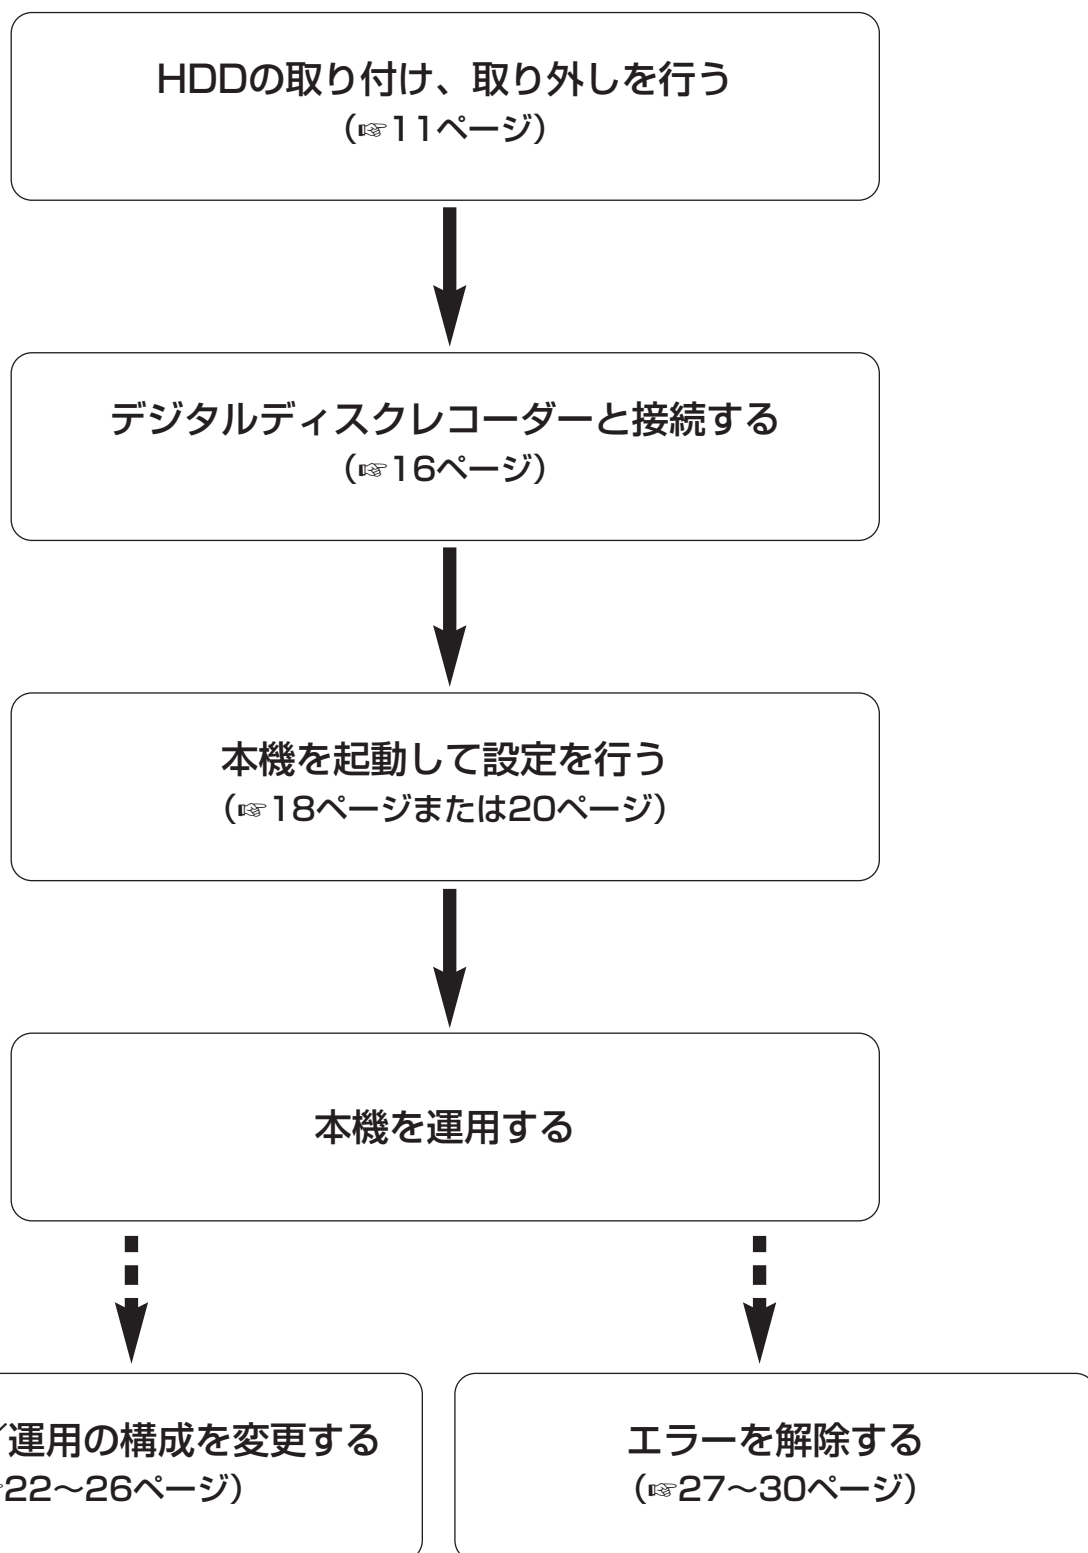 HDDの取り付け、取り外しを行う
(☞11ページ)
デジタルディスクレコーダーと接続する
(☞16ページ)
本機を起動して設定を行う
(☞18ページまたは20ページ)
本機を運用する
／運用の構成を変更する
☞22〜26ページ)
エラーを解除する
(☞27〜30ページ)